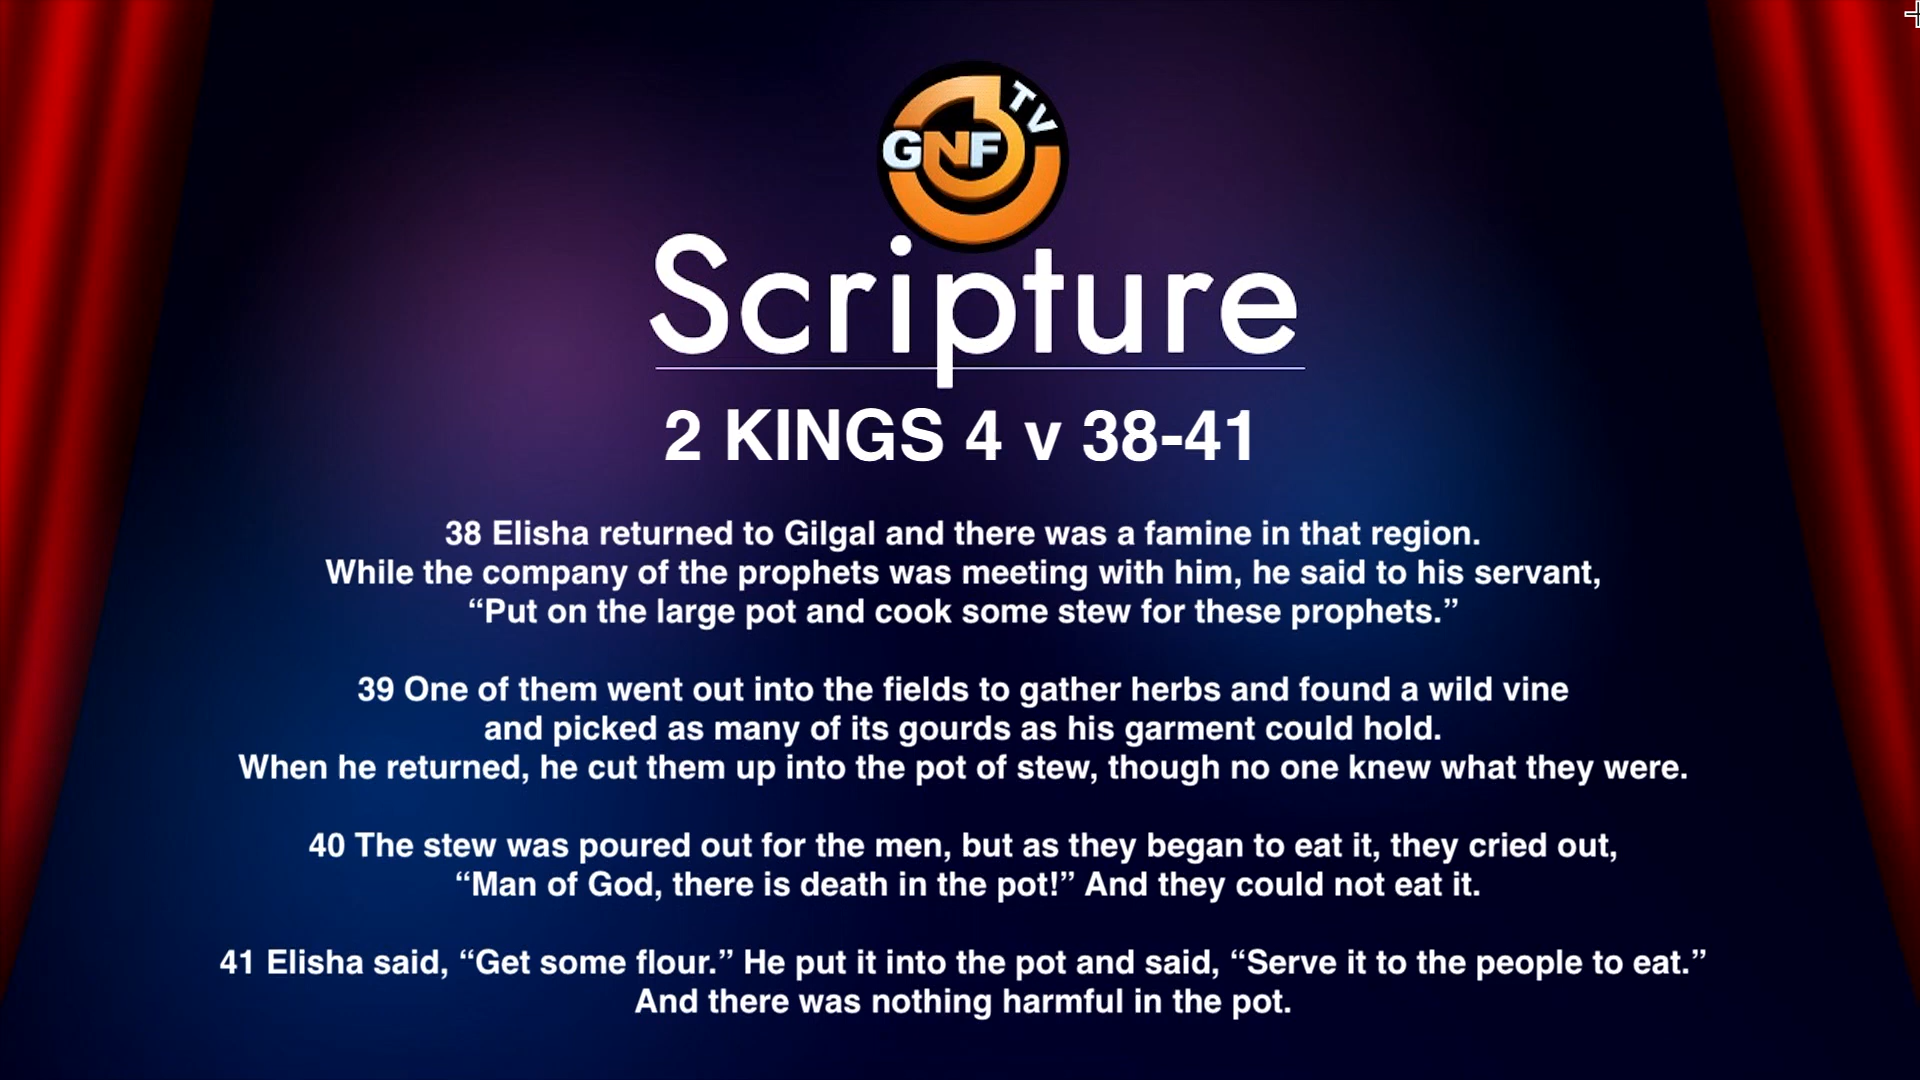 GNF TV
Scripture
2 KINGS 4 v 38-41
38 Elisha returned to Gilgal and there was a famine in that region.
While the company of the prophets was meeting with him, he said to his servant,
“Put on the large pot and cook some stew for these prophets.”
39 One of them went out into the fields to gather herbs and found a wild vine
and picked as many of its gourds as his garment could hold.
When he returned, he cut them up into the pot of stew, though no one knew what they were.
40 The stew was poured out for the men, but as they began to eat it, they cried out,
“Man of God, there is death in the pot!” And they could not eat it.
41 Elisha said, “Get some flour.” He put it into the pot and said, “Serve it to the people to eat.”
And there was nothing harmful in the pot.